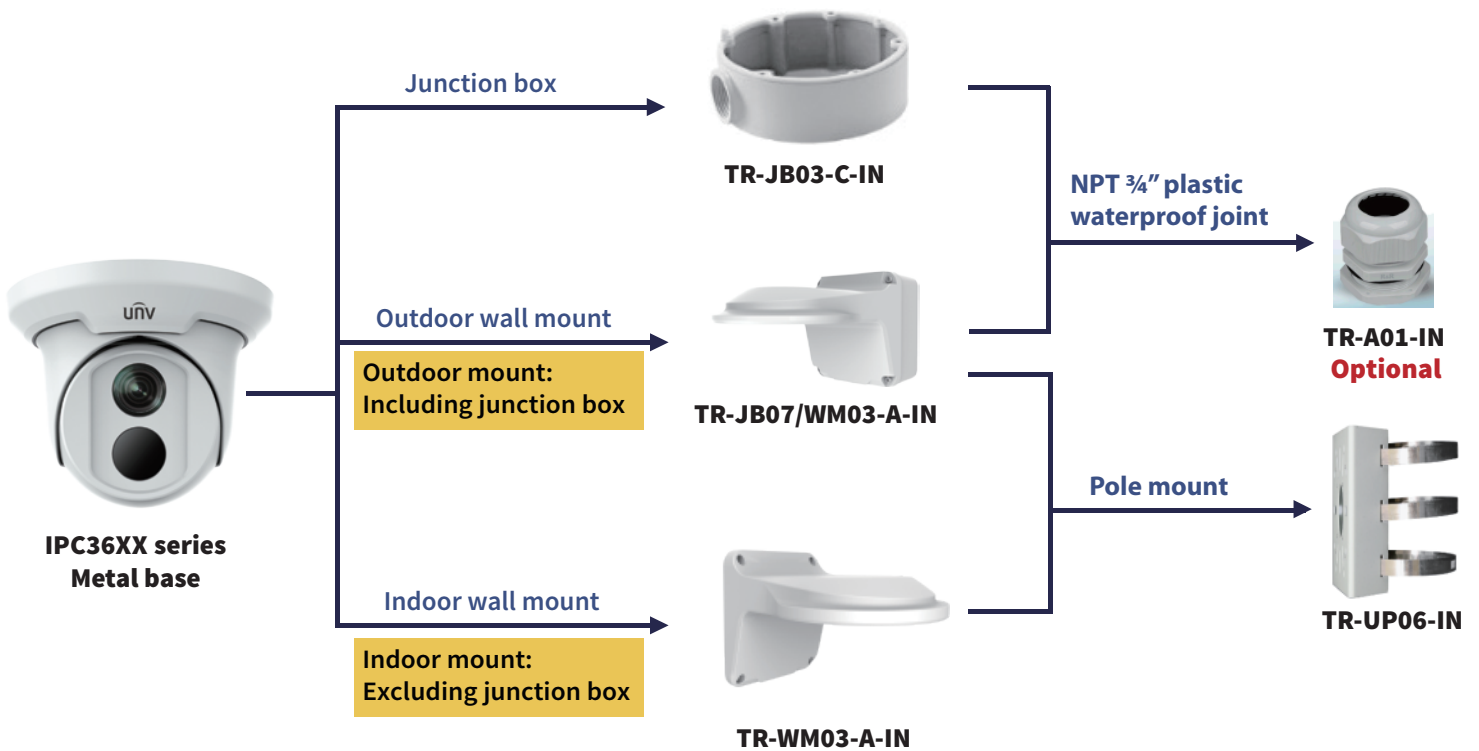 Junction box
TR-JB03-C-IN
NPT ¾” plastic
waterproof joint
TR-A01-IN
Optional
unv
IPC36XX series
Metal base
Outdoor wall mount
Outdoor mount:
Including junction box
TR-JB07/WM03-A-IN
Pole mount
TR-UP06-IN
Indoor wall mount
Indoor mount:
Excluding junction box
TR-WM03-A-IN